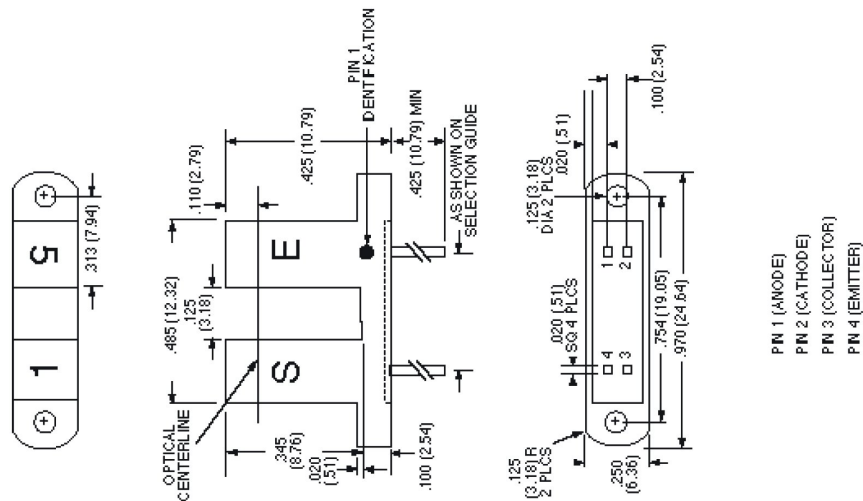 5
1
.313 (7.94)
OPTICAL
CENTERLINE
.485 (12.32)
.125
(3.18)
.110 (2.79)
.425 (10.79)
.425 (10.79) MIN
PIN 1
IDENTIFICATION
E
S
AS SHOWN ON
SELECTION GUIDE
.345
(8.76)
.020
(.51)
.100 (2.54)
.125 (3.18)
DIA 2 PLCS
.020 (.51)
.100 (2.54)
1
2
4
3
.020 (.51)
SQ 4 PLCS
.754 (19.05)
.970 (24.64)
.125
(3.18) R
2 PLCS
.250
(6.36)
PIN 1 (ANODE)
PIN 2 (CATHODE)
PIN 3 (COLLECTOR)
PIN 4 (EMITTER)